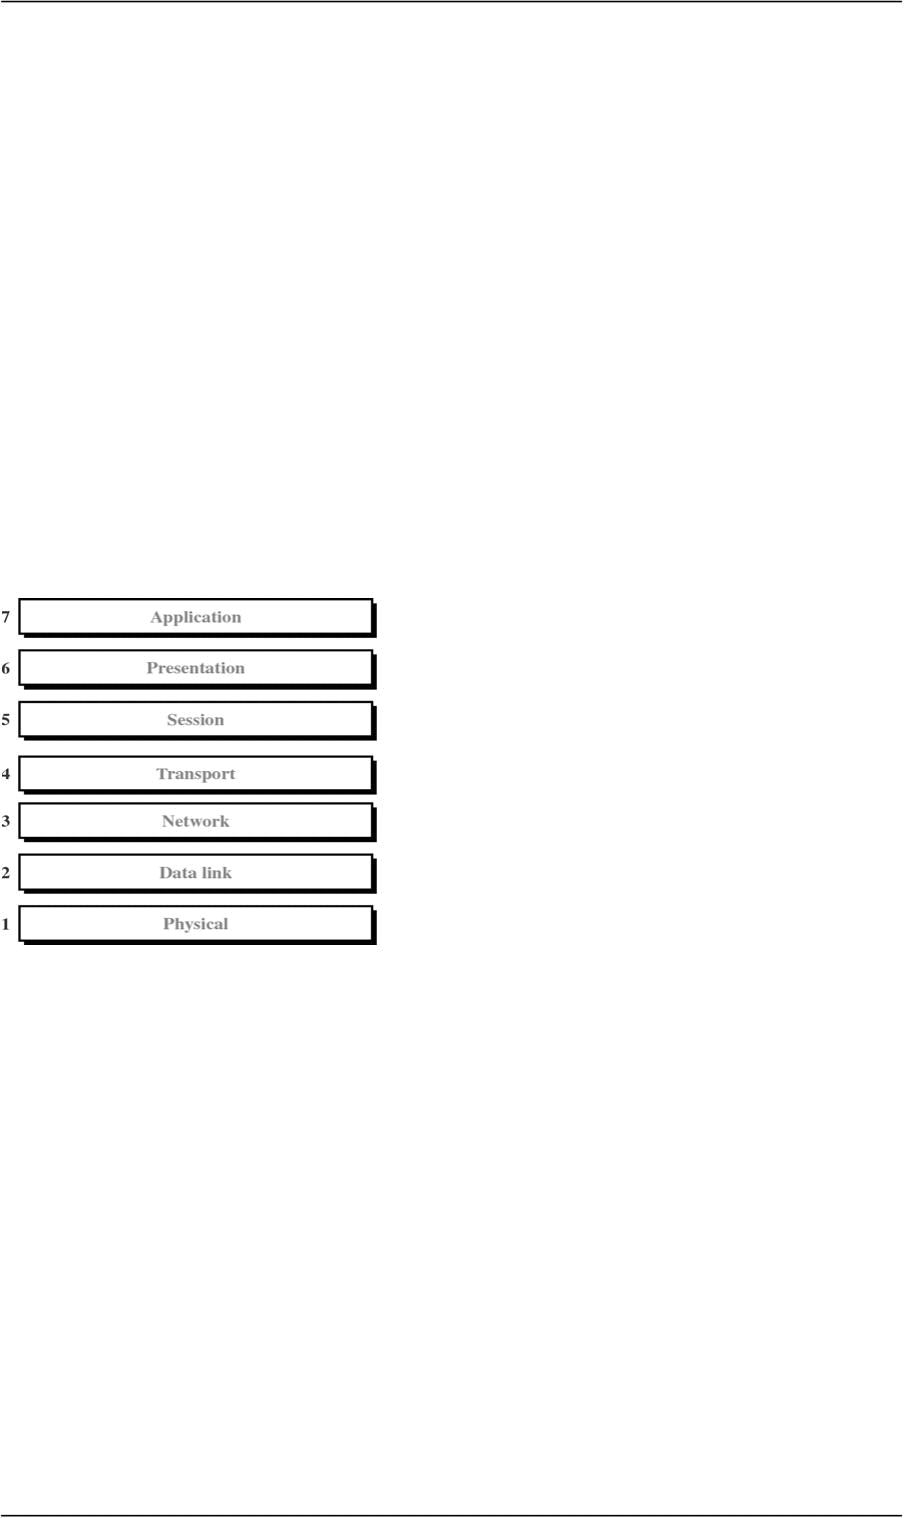 7 Application
6 Presentation
5 Session
4 Transport
3 Network
2 Data link
1 Physical